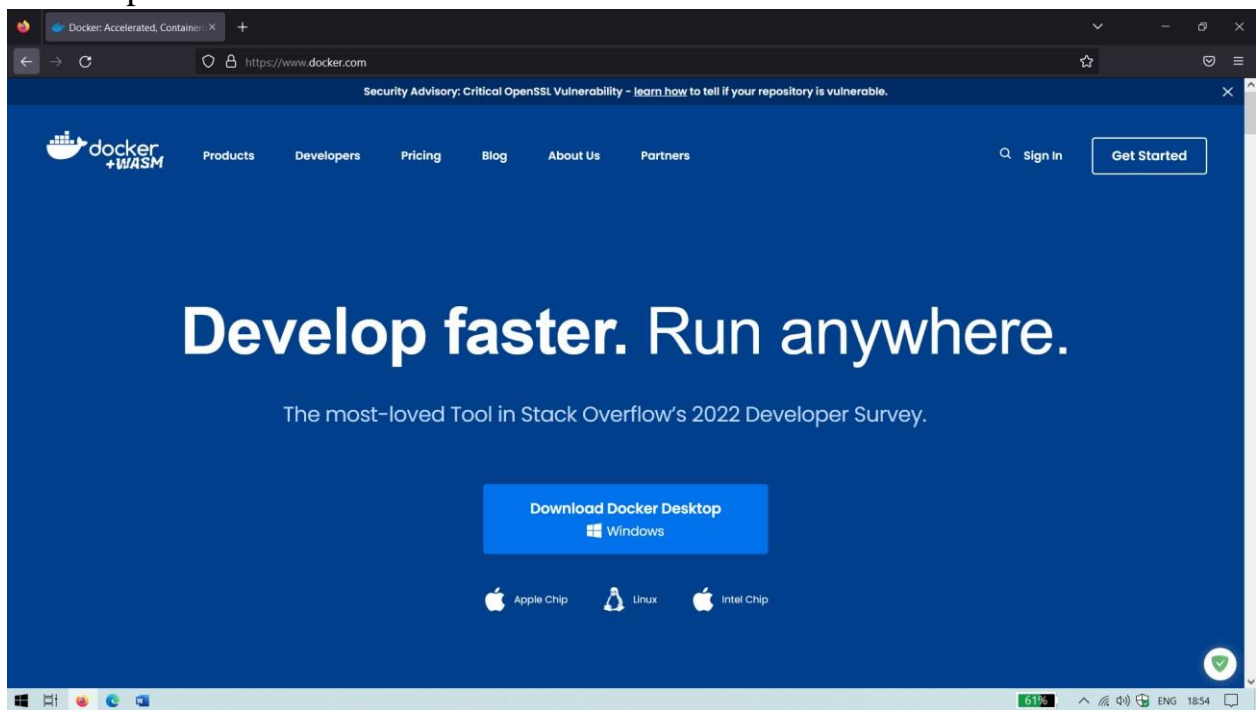 Docker: Accelerated, Container
https://www.docker.com
Security Advisory: Critical OpenSSL Vulnerability – learn how to tell if your repository is vulnerable.
docker
+WASM
Products Developers Pricing Blog About Us Partners Sign In Get Started
Develop faster. Run anywhere.
The most-loved Tool in Stack Overflow's 2022 Developer Survey.
Download Docker Desktop
Windows
Apple Chip Linux Intel Chip
61% ENG 18:54